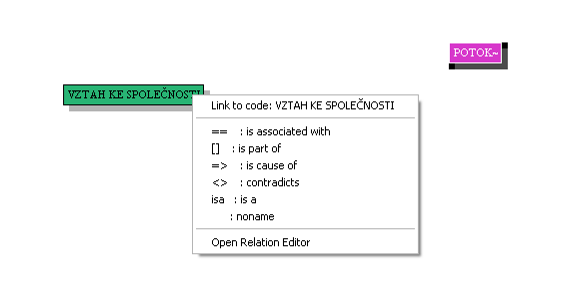 POTOK~
VZTAH KE SPOLEČNOSTI
Link to code: VZTAH KE SPOLEČNOSTI
== : is associated with
[] : is part of
=> : is cause of
<> : contradicts
isa : is a
: noname
Open Relation Editor